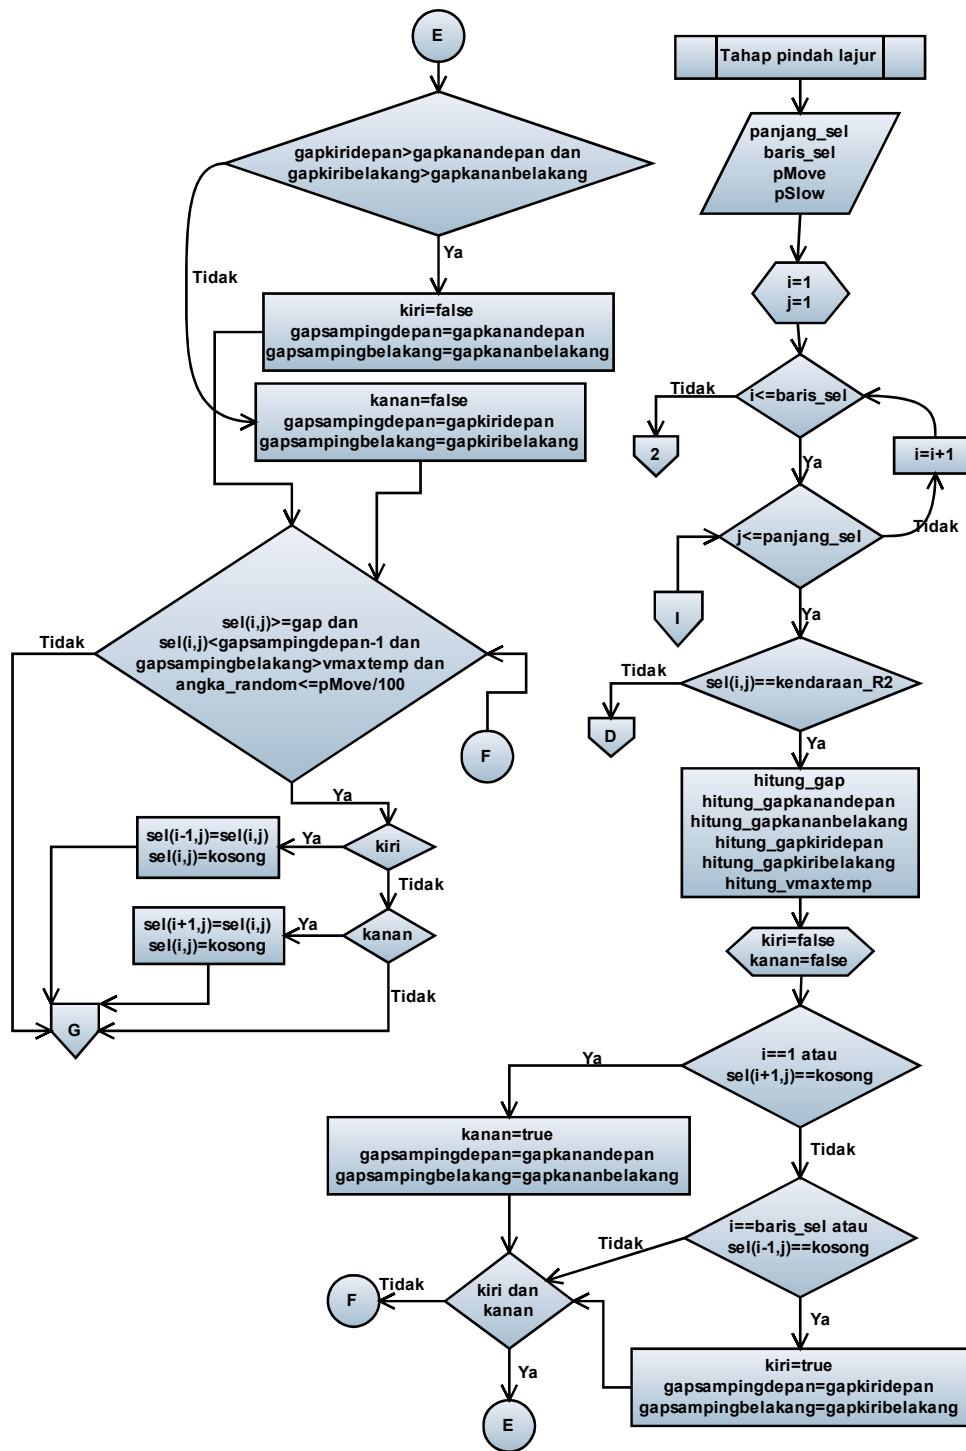 E
gapkiridepan>gapkanandepan dan
gapkiribelakang>gapkananbelakang
Ya
Tidak
kiri=false
gapsampingdepan=gapkanandepan
gapsampingbelakang=gapkananbelakang
kanan=false
gapsampingdepan=gapkiridepan
gapsampingbelakang=gapkiribelakang
sel(i,j)>=gap dan
sel(i,j)<gapsampingdepan-1 dan
gapsampingbelakang>vmaxtemp dan
angka_random<=pMove/100
Tidak
F
Ya
kiri
Ya
sel(i-1,j)=sel(i,j)
sel(i,j)=kosong
Tidak
kanan
Ya
sel(i+1,j)=sel(i,j)
sel(i,j)=kosong
Tidak
G
Tahap pindah lajur
panjang_sel
baris_sel
pMove
pSlow
i=1
j=1
i<=baris_sel
Tidak
2
i=i+1
Ya
j<=panjang_sel
Tidak
I
Ya
sel(i,j)==kendaraan_R2
Tidak
D
Ya
hitung_gap
hitung_gapkanandepan
hitung_gapkananbelakang
hitung_gapkiridepan
hitung_gapkiribelakang
hitung_vmaxtemp
kiri=false
kanan=false
i==1 atau
sel(i+1,j)==kosong
Ya
kanan=true
gapsampingdepan=gapkanandepan
gapsampingbelakang=gapkananbelakang
Tidak
i==baris_sel atau
sel(i-1,j)==kosong
Tidak
kiri dan
kanan
Tidak
F
Ya
kiri=true
gapsampingdepan=gapkiridepan
gapsampingbelakang=gapkiribelakang
Ya
E